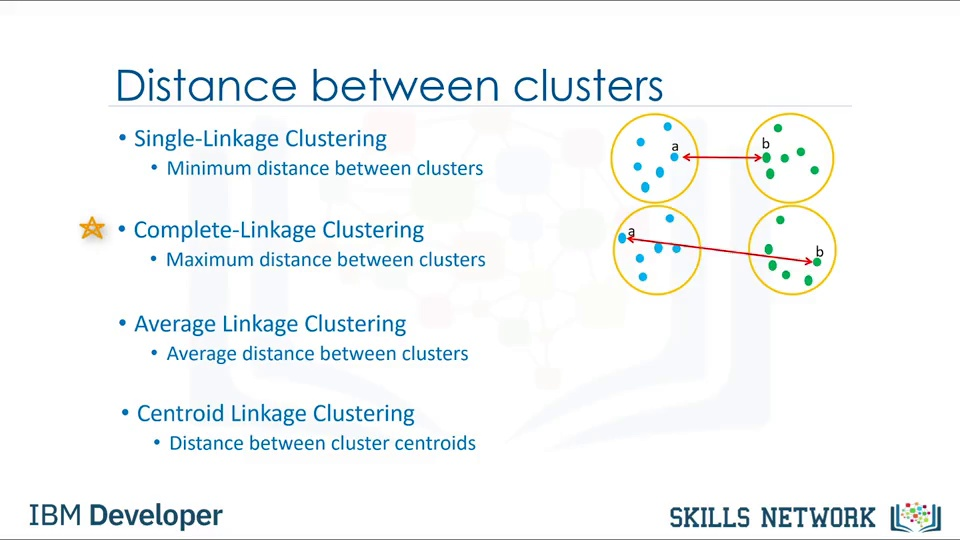 Distance between clusters
• Single-Linkage Clustering
• Minimum distance between clusters
a
b
• Complete-Linkage Clustering
• Maximum distance between clusters
a
b
• Average Linkage Clustering
• Average distance between clusters
• Centroid Linkage Clustering
• Distance between cluster centroids
IBM Developer
SKILLS NETWORK